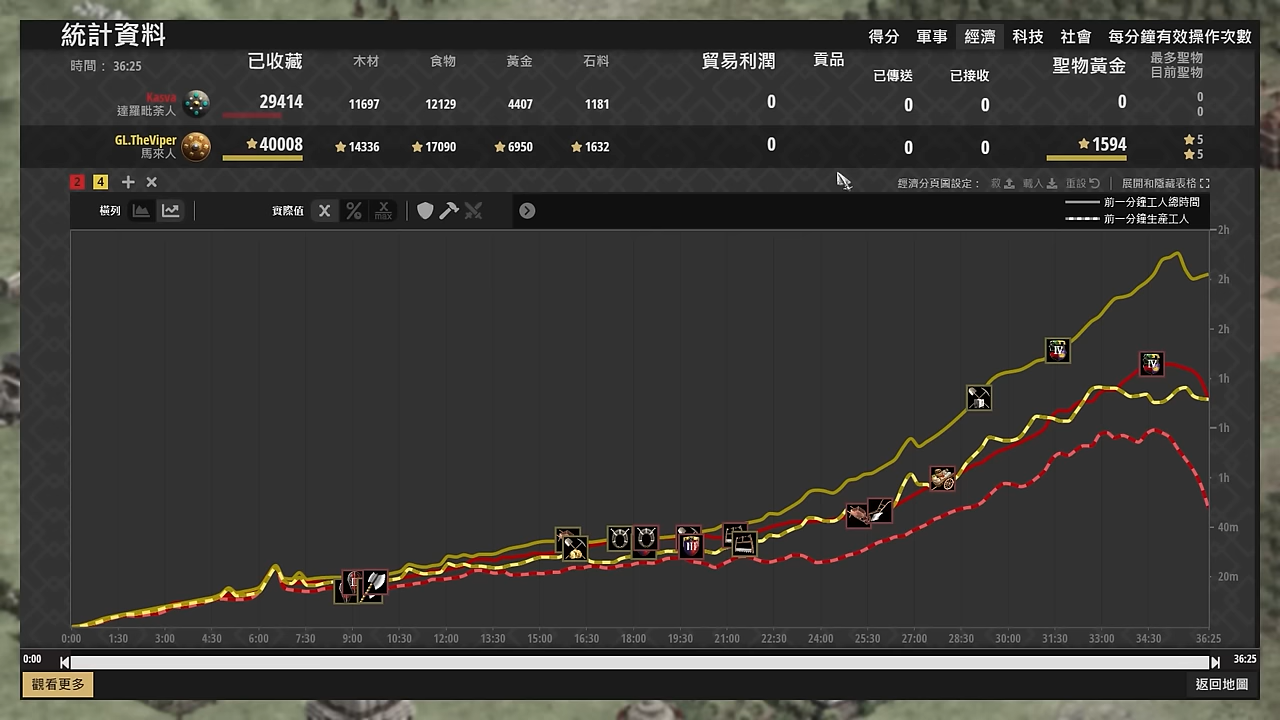 統計資料
得分 軍事 經濟 科技 社會 每分鐘有效操作次數
時間： 36:25
已收藏 木材 食物 黃金 石料 貿易利潤 貢品 已傳送 已接收 聖物黃金 最多聖物
目前聖物
Kasva
達羅毗荼人
29414 11697 12129 4407 1181 0 0 0 0 0
0
GL.TheViper
馬來人
40008 14336 17090 6950 1632 0 0 0 1594 5
5
2 4
經濟分頁圖設定： 載入 重設 | 展開和隱藏表格
橫列 實際值 X % X max
前一分鐘工人總時間
前一分鐘生產工人
2h
2h
2h
1h
1h
1h
40m
20m
0:00 1:30 3:00 4:30 6:00 7:30 9:00 10:30 12:00 13:30 15:00 16:30 18:00 19:30 21:00 22:30 24:00 25:30 27:00 28:30 30:00 31:30 33:00 34:30 36:25
0:00 36:25
觀看更多 返回地圖